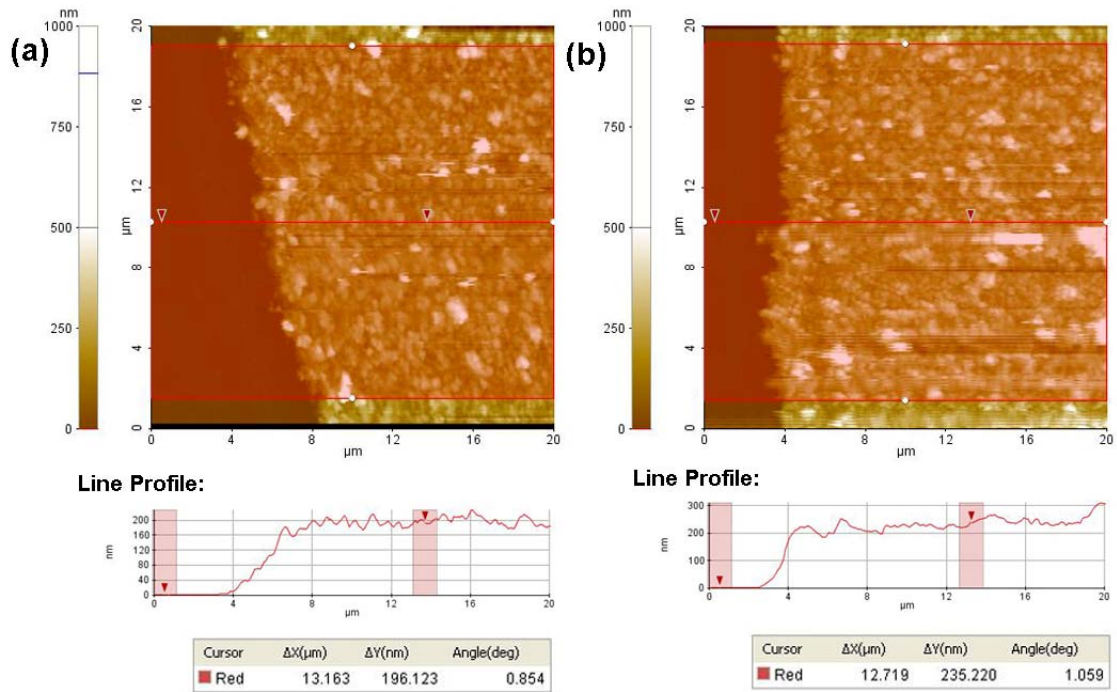 (a)
nm
1000
750
500
250
0
20
16
12
μm
8
4
0
0 4 8 12 16 20
μm
Line Profile:
nm
200
160
120
80
40
0
0 4 8 12 16 20
μm
Cursor ΔX(μm) ΔY(nm) Angle(deg)
Red 13.163 196.123 0.854
(b)
nm
1000
750
500
250
0
20
16
12
μm
8
4
0
0 4 8 12 16 20
μm
Line Profile:
nm
300
200
100
0
0 4 8 12 16 20
μm
Cursor ΔX(μm) ΔY(nm) Angle(deg)
Red 12.719 235.220 1.059